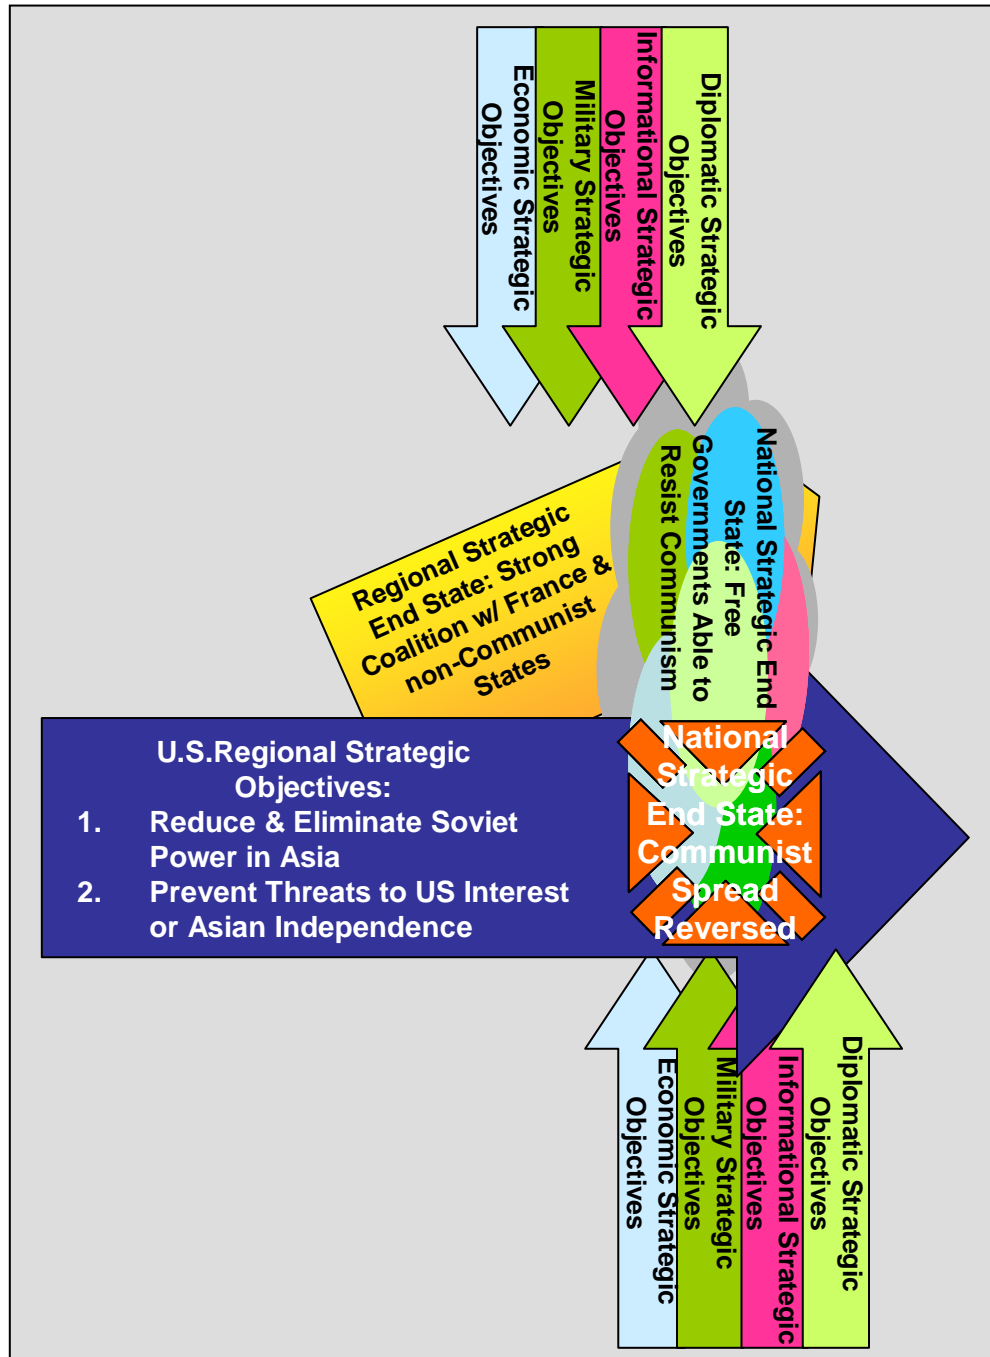 Economic Strategic
Objectives
Military Strategic
Objectives
Informational Strategic
Objectives
Diplomatic Strategic
Objectives
National Strategic End
State: Free
Governments Able to
Resist Communism
Regional Strategic
End State: Strong
Coalition w/ France &
non-Communist
States
U.S.Regional Strategic
Objectives:
1. Reduce & Eliminate Soviet
Power in Asia
2. Prevent Threats to US Interest
or Asian Independence
National
Strategic
End State:
Communist
Spread
Reversed
Economic Strategic
Objectives
Military Strategic
Objectives
Informational Strategic
Objectives
Diplomatic Strategic
Objectives